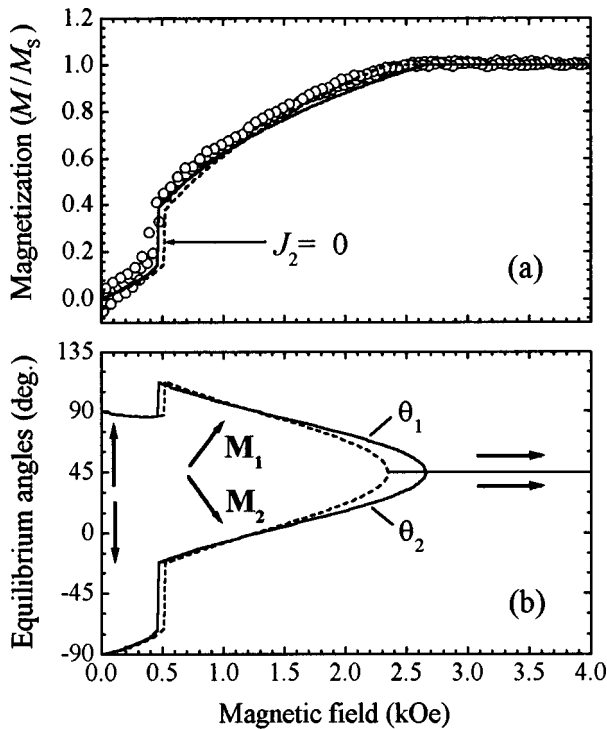 Magnetization (M/Mₛ)
1.2
1.0
0.8
0.6
0.4
0.2
0.0
J₂= 0
(a)
Equilibrium angles (deg.)
135
90
45
0
-45
-90
θ₁
M₁
M₂
θ₂
(b)
0.0 0.5 1.0 1.5 2.0 2.5 3.0 3.5 4.0
Magnetic field (kOe)